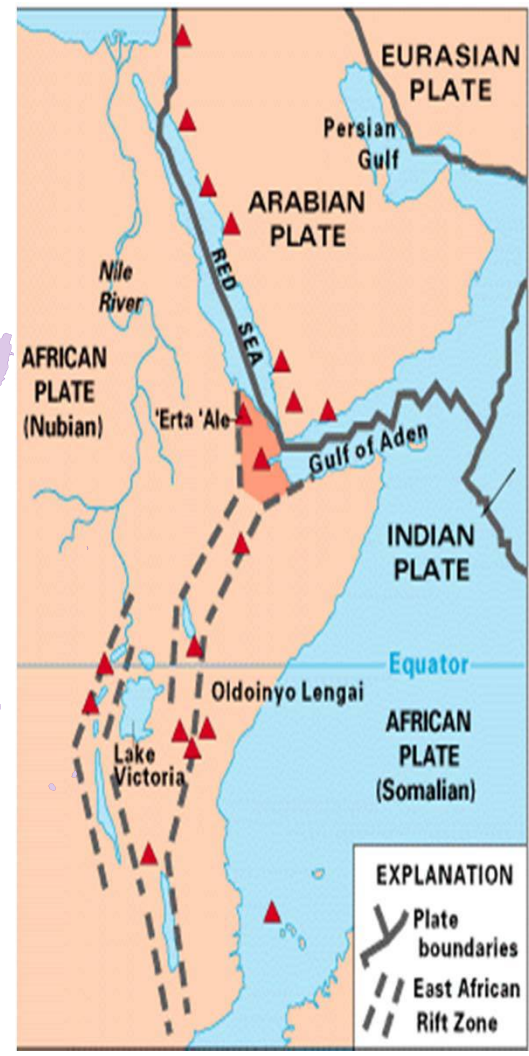 EURASIAN
PLATE
Persian
Gulf
ARABIAN
PLATE
RED
SEA
Nile
River
AFRICAN
PLATE
(Nubian)
'Erta 'Ale
Gulf of Aden
INDIAN
PLATE
Equator
Oldoinyo Lengai
AFRICAN
PLATE
(Somalian)
Lake
Victoria
EXPLANATION
Plate
boundaries
East African
Rift Zone